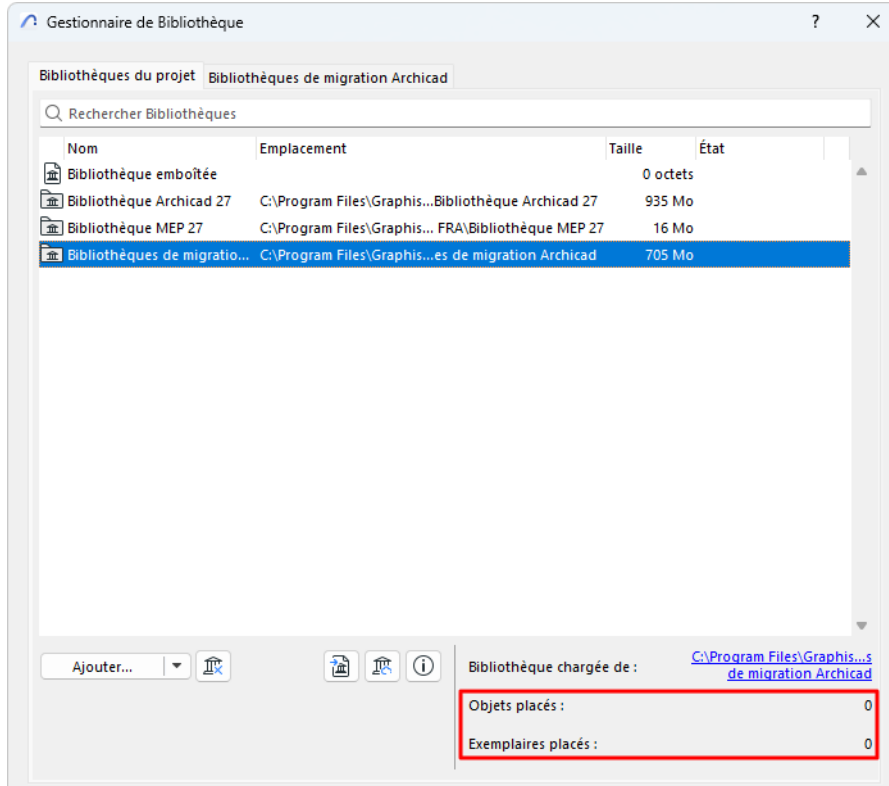 Gestionnaire de Bibliothèque ?
Bibliothèques du projet Bibliothèques de migration Archicad
Rechercher Bibliothèques
Nom Emplacement Taille État
Bibliothèque emboîtée 0 octets
Bibliothèque Archicad 27 C:\Program Files\Graphis...Bibliothèque Archicad 27 935 Mo
Bibliothèque MEP 27 C:\Program Files\Graphis... FRA\Bibliothèque MEP 27 16 Mo
Bibliothèques de migratio... C:\Program Files\Graphis...es de migration Archicad 705 Mo
Ajouter...
Bibliothèque chargée de : C:\Program Files\Graphis...s
de migration Archicad
Objets placés : 0
Exemplaires placés : 0